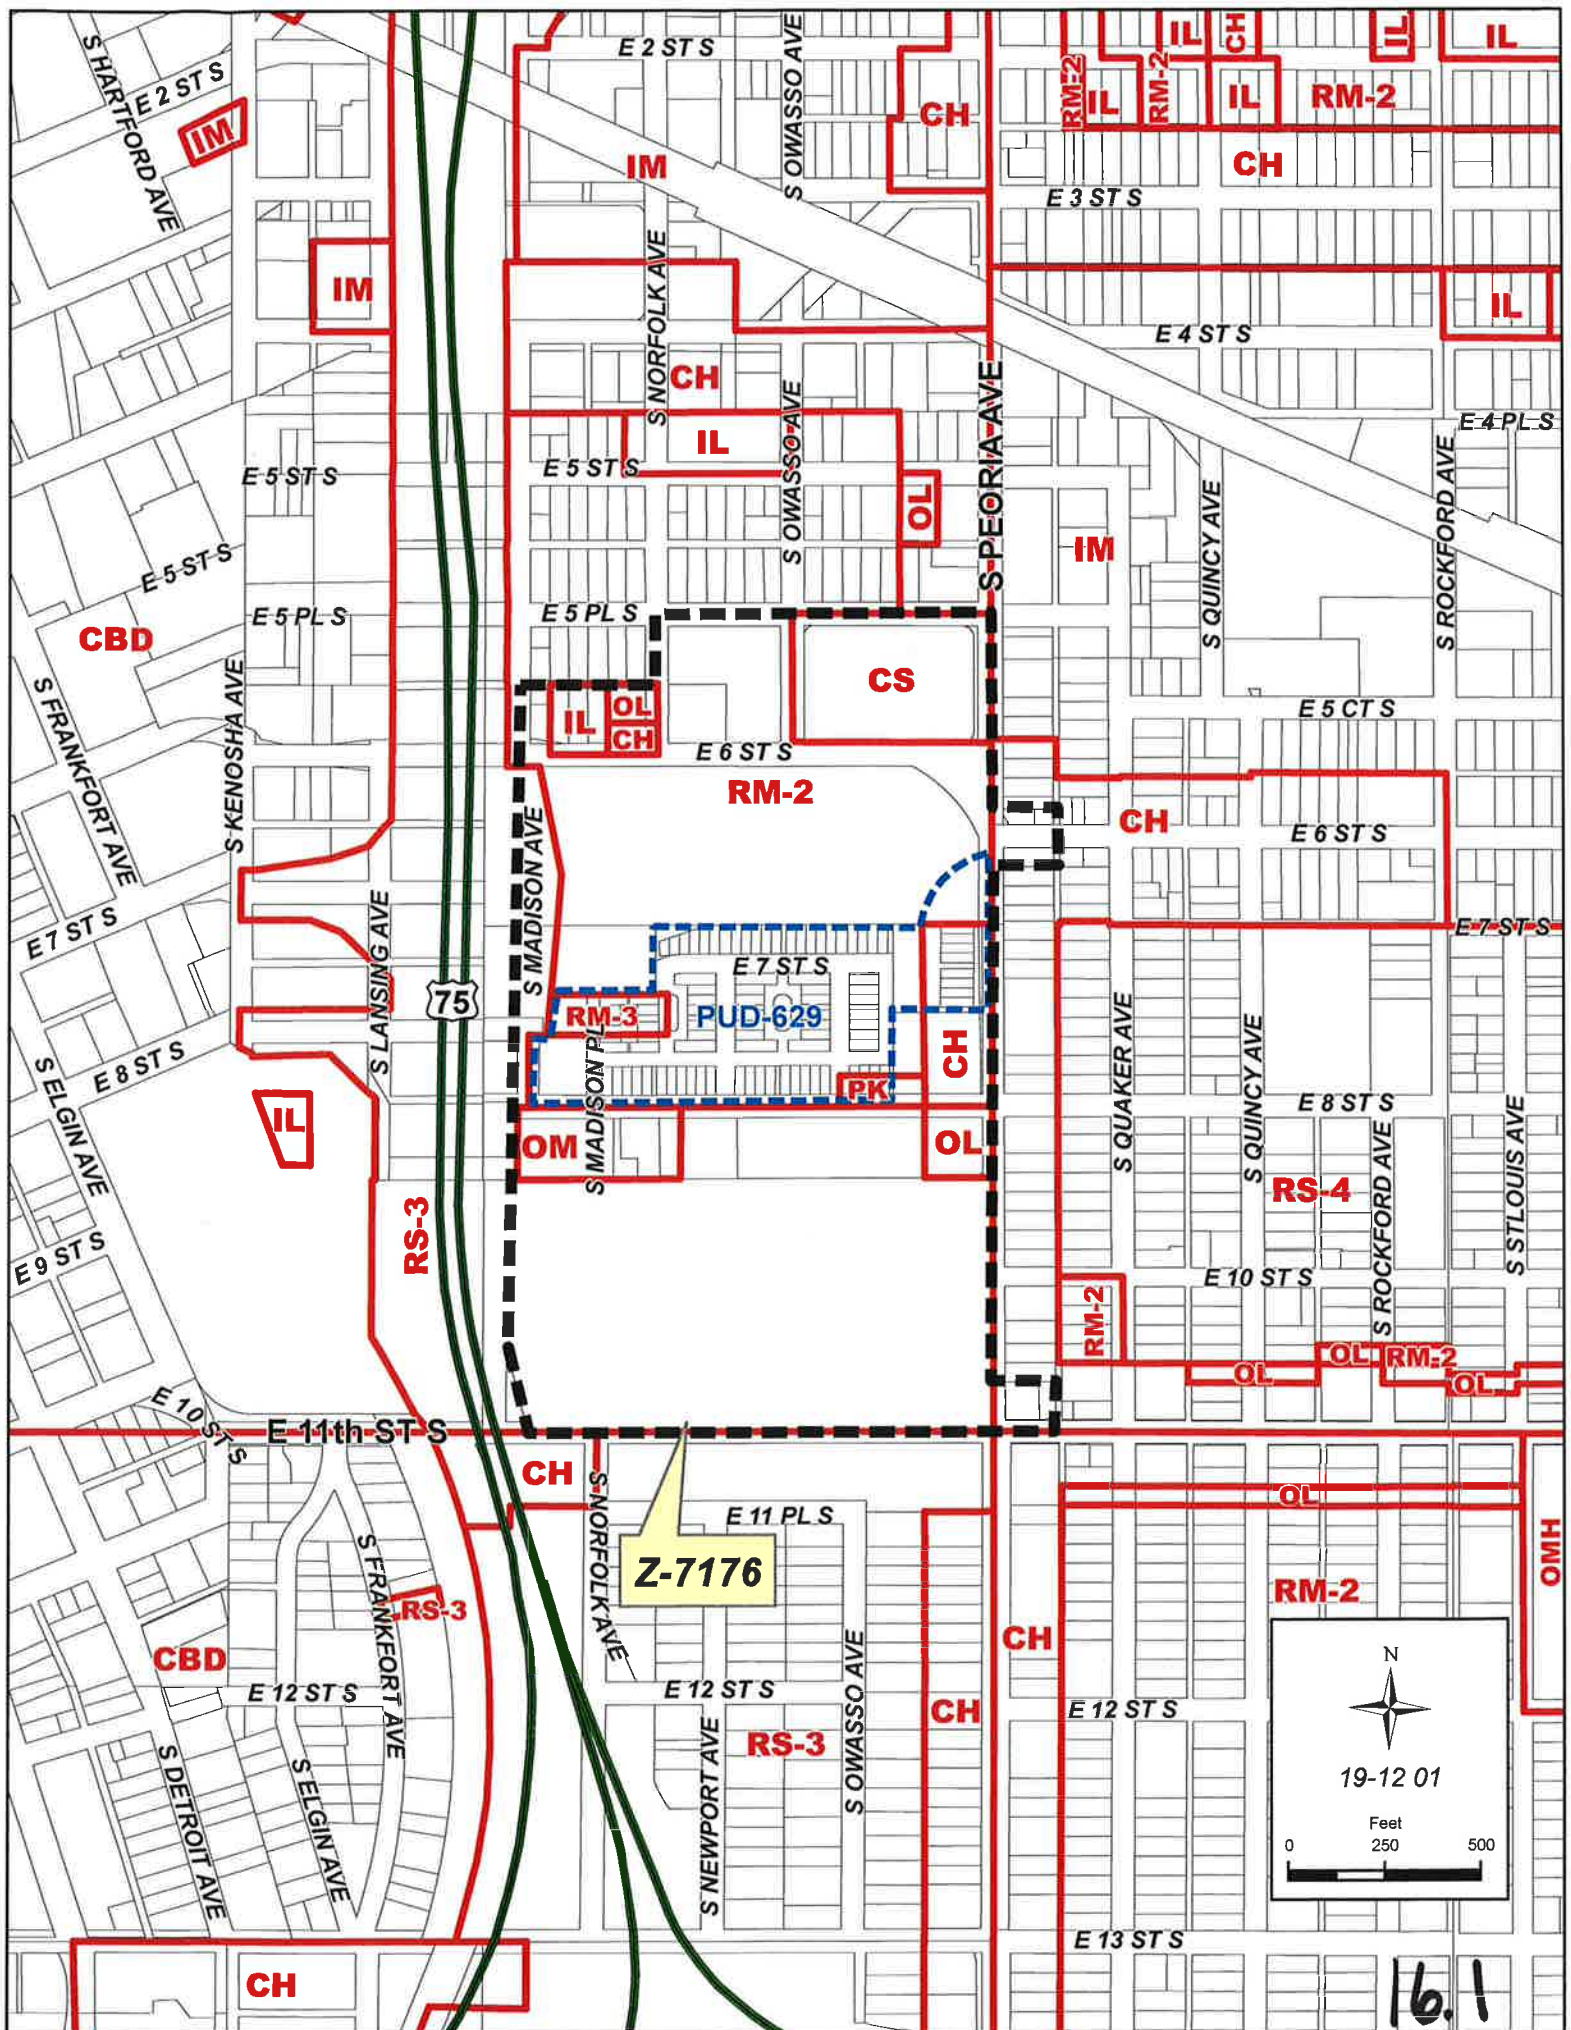 S HARTFORD AVE
E 2 ST S
IM
E 2 ST S
S OWASSO AVE
CH
IM
IL
CH
IL
IL
RM-2
IL
RM-2
IL
RM-2
CH
E 3 ST S
IM
S NORFOLK AVE
E 4 ST S
IL
CH
S OWASSO AVE
S PEORIA AVE
IL
E 4 PL S
E 5 ST S
E 5 ST S
OL
IM
S QUINCY AVE
S ROCKFORD AVE
E 5 ST S
E 5 PL S
E 5 PL S
CBD
CS
S KENOSHA AVE
S FRANKFORT AVE
IL
OL
CH
E 6 ST S
E 5 CT S
RM-2
CH
E 6 ST S
S MADISON AVE
E 7 ST S
S LANSING AVE
E 7 ST S
E 7 ST S
75
RM-3
PUD-629
CH
S QUAKER AVE
S QUINCY AVE
E 8 ST S
S ELGIN AVE
IL
PK
E 8 ST S
S MADISON PL
OM
OL
S ROCKFORD AVE
S STLOUIS AVE
RS-4
RS-3
E 9 ST S
E 10 ST S
RM-2
OL
RM-2
OL
OL
E 10 ST S
E 11th ST S
CH
S NORFOLK AVE
E 11 PL S
OL
OMH
Z-7176
S FRANKFORT AVE
RS-3
RM-2
CH
CBD
E 12 ST S
E 12 ST S
CH
E 12 ST S
RS-3
S OWASSO AVE
S NEWPORT AVE
S DETROIT AVE
S ELGIN AVE
N
19-12 01
Feet
0 250 500
E 13 ST S
CH
16.1